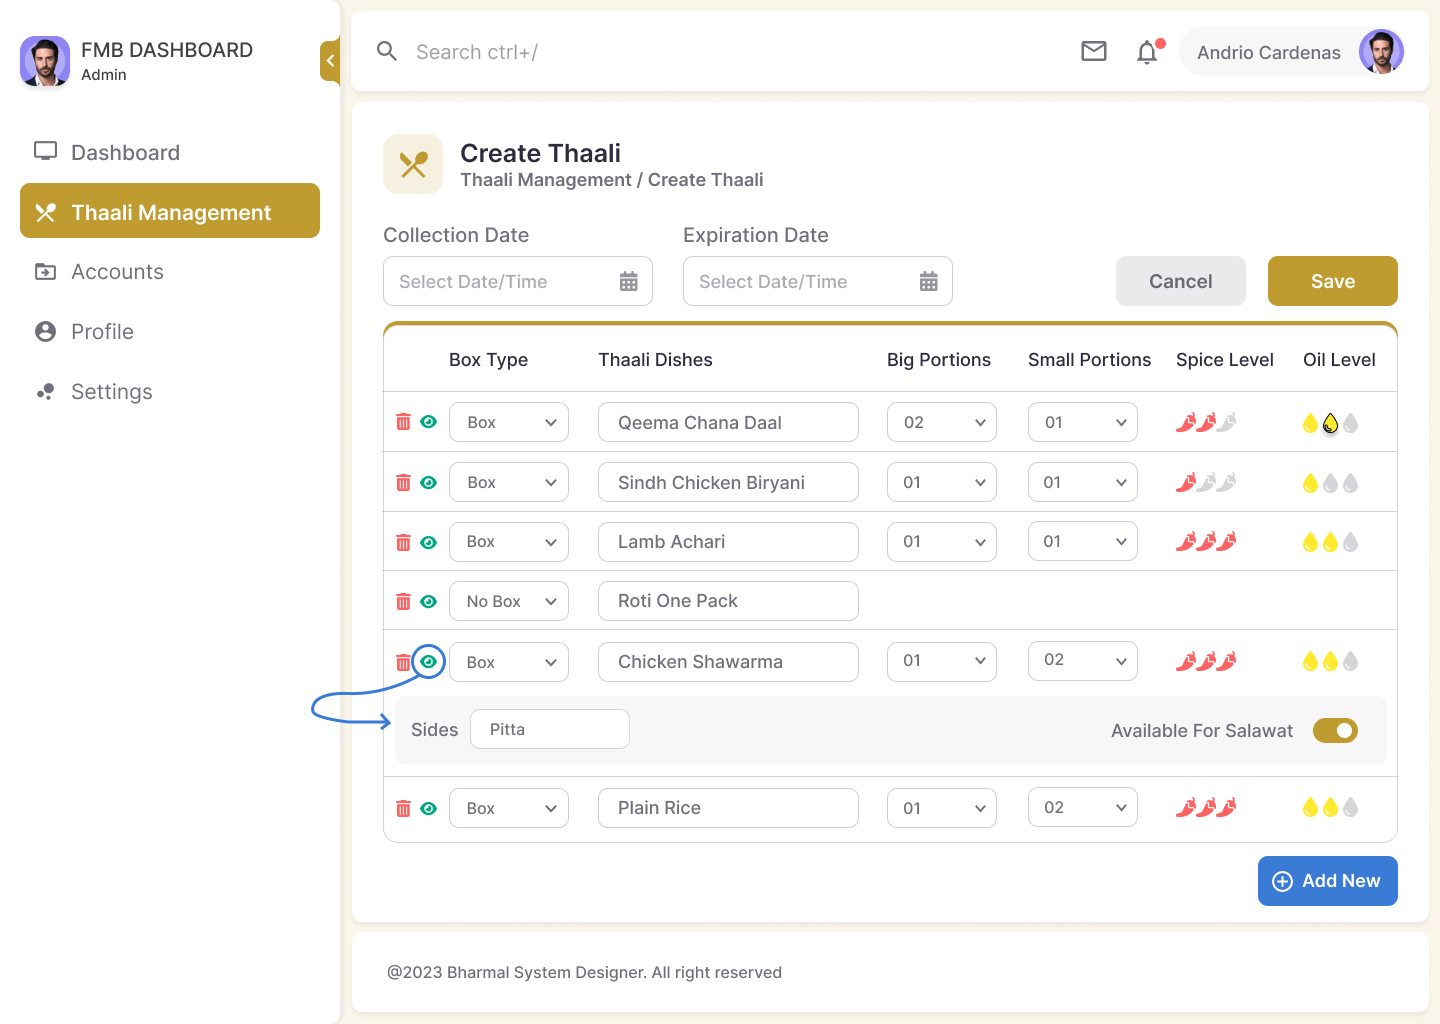 FMB DASHBOARD
Admin
Dashboard
Thaali Management
Accounts
Profile
Settings
Search ctrl+/
Andrio Cardenas
Create Thaali
Thaali Management / Create Thaali
Collection Date
Expiration Date
Select Date/Time
Select Date/Time
Cancel
Save
Box Type Thaali Dishes Big Portions Small Portions Spice Level Oil Level
Box Qeema Chana Daal 02 01
Box Sindh Chicken Biryani 01 01
Box Lamb Achari 01 01
No Box Roti One Pack
Box Chicken Shawarma 01 02
Sides Pitta Available For Salawat
Box Plain Rice 01 02
Add New
@2023 Bharmal System Designer. All right reserved